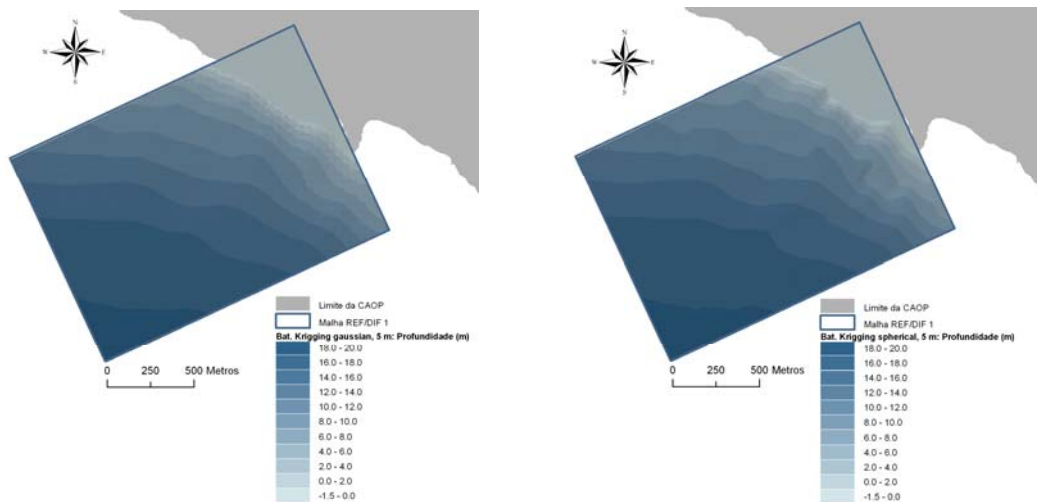 N
W E
S
Limite da CAOP
Malha REF/DIF 1
Bat. Krigging gaussian, 5 m: Profundidade (m)
18.0 - 20.0
16.0 - 18.0
14.0 - 16.0
12.0 - 14.0
10.0 - 12.0
8.0 - 10.0
6.0 - 8.0
4.0 - 6.0
2.0 - 4.0
0.0 - 2.0
-1.5 - 0.0
0 250 500 Metros
N
W E
S
Limite da CAOP
Malha REF/DIF 1
Bat. Krigging spherical, 5 m: Profundidade (m)
18.0 - 20.0
16.0 - 18.0
14.0 - 16.0
12.0 - 14.0
10.0 - 12.0
8.0 - 10.0
6.0 - 8.0
4.0 - 6.0
2.0 - 4.0
0.0 - 2.0
-1.5 - 0.0
0 250 500 Metros